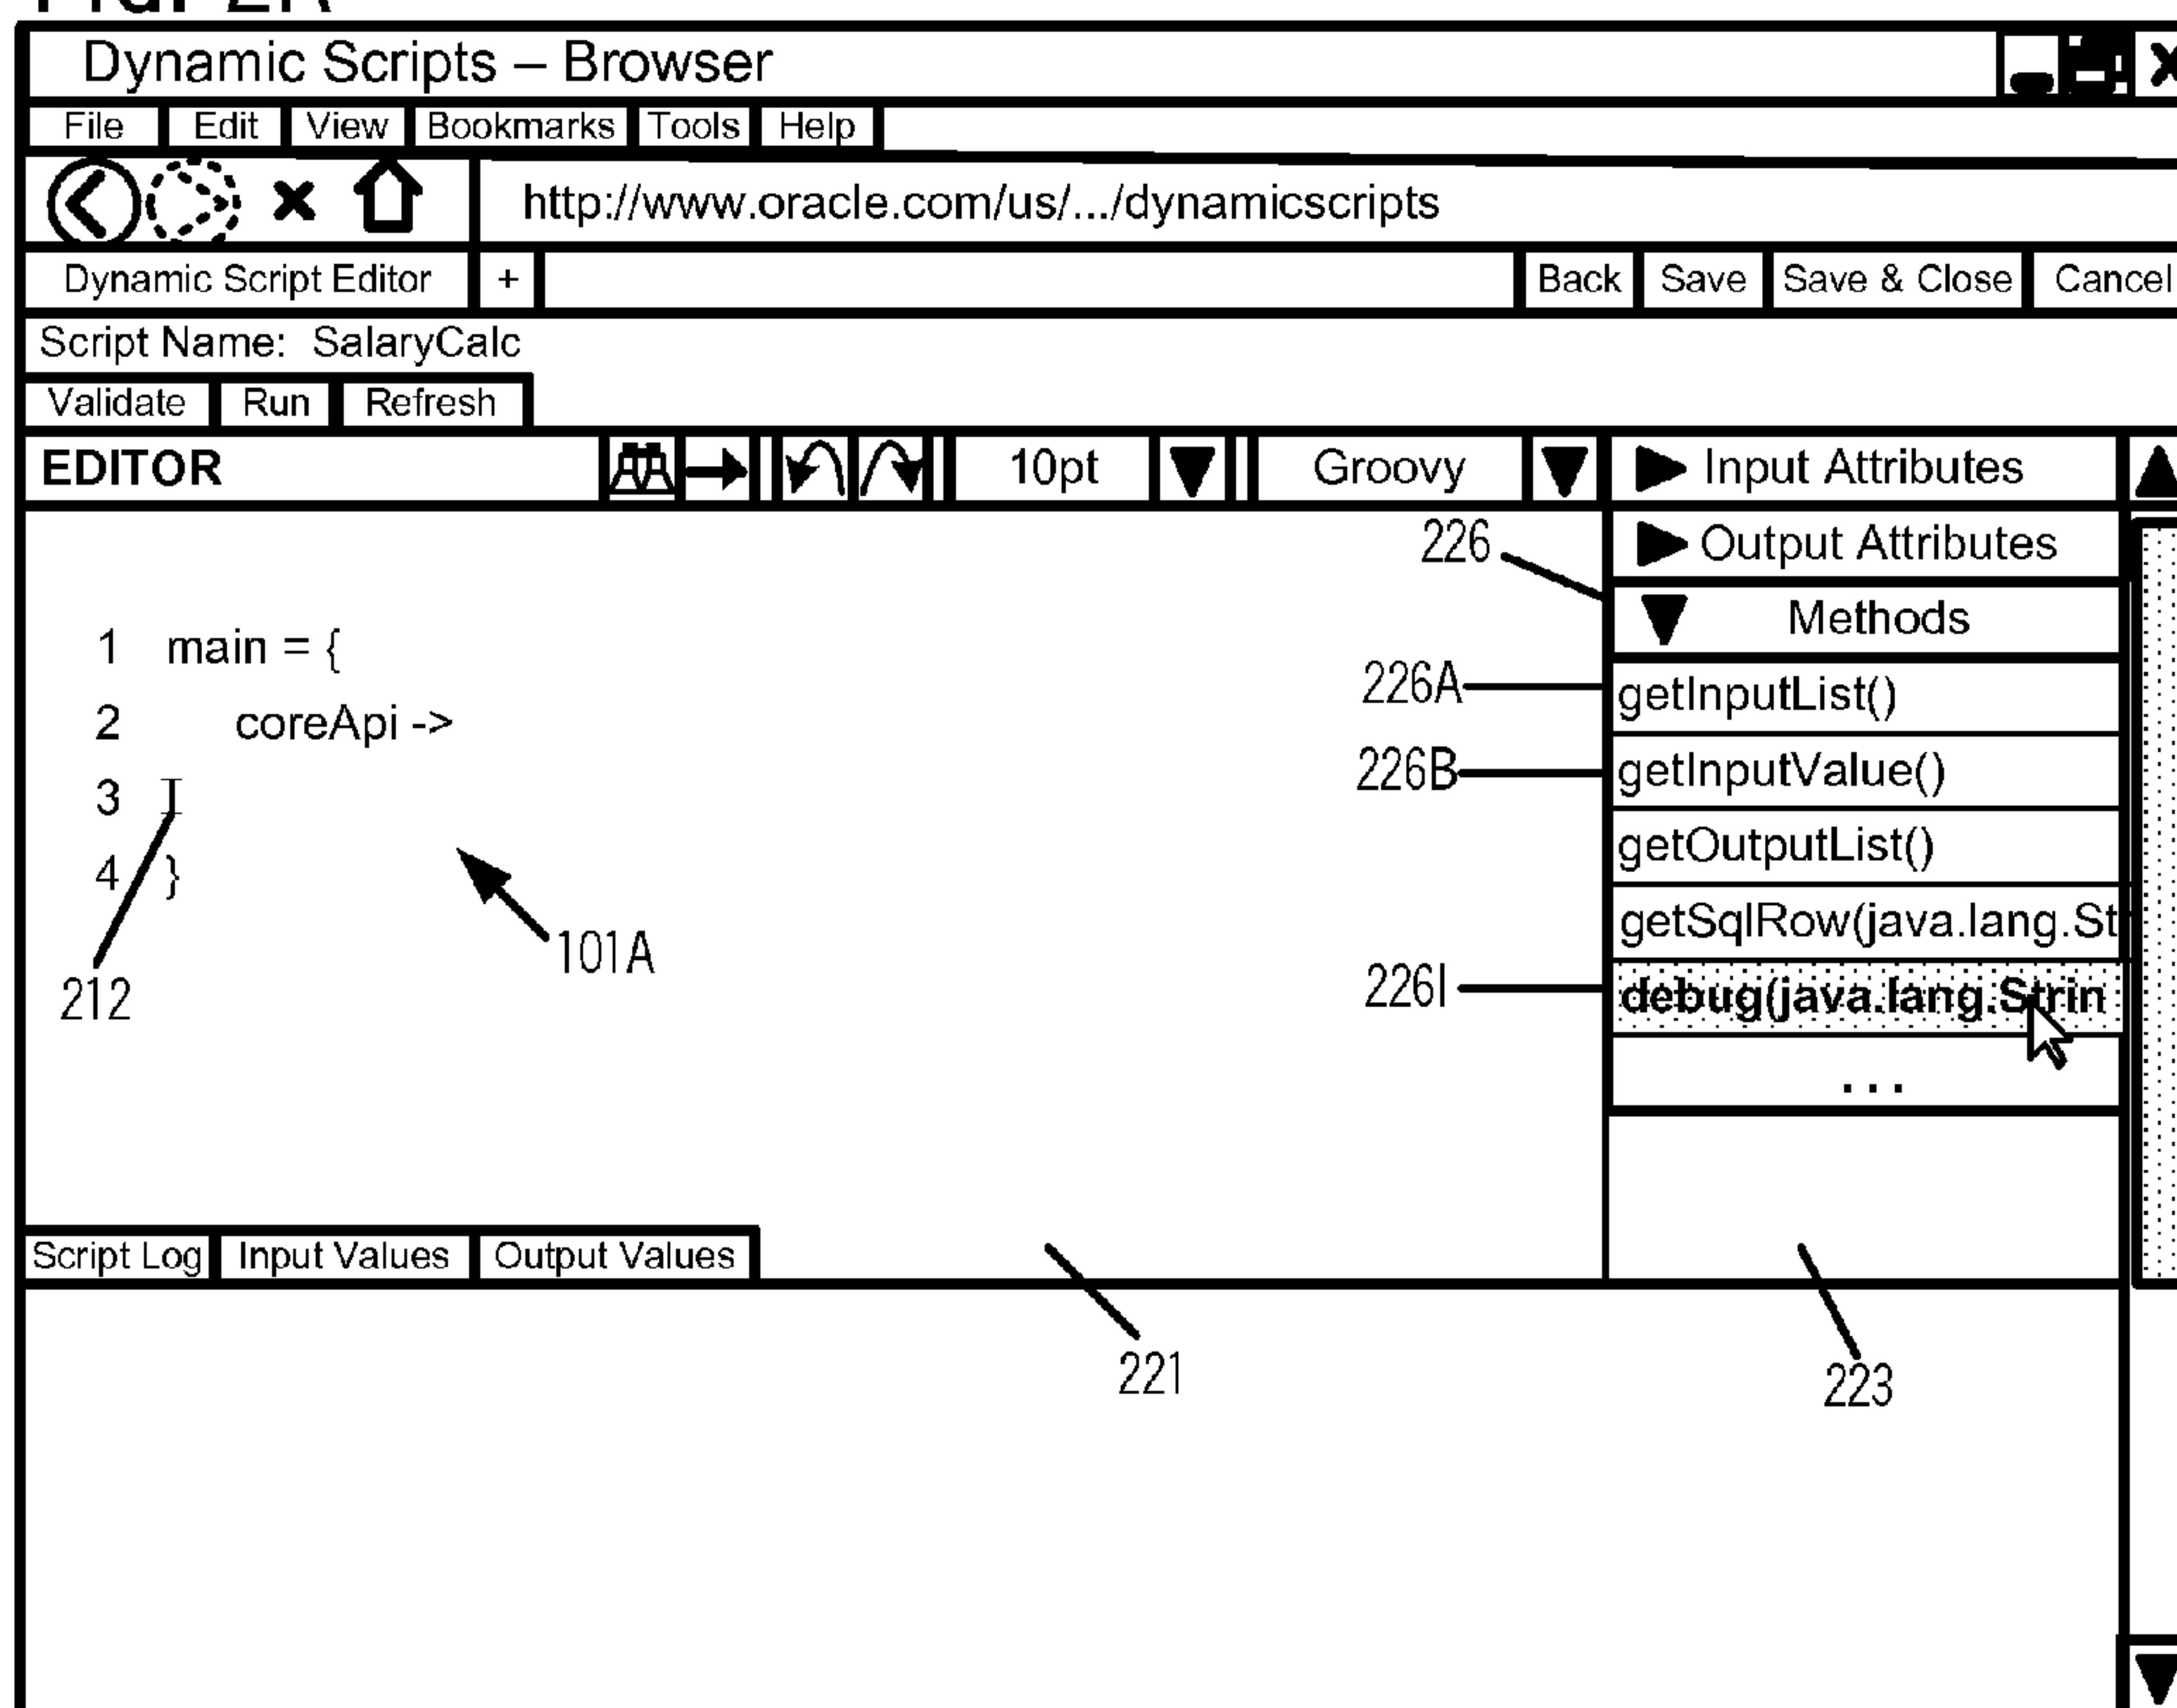 Dynamic Scripts – Browser
File Edit View Bookmarks Tools Help
http://www.oracle.com/us/.../dynamicscripts
Dynamic Script Editor + Back Save Save & Close Cancel
Script Name: SalaryCalc
Validate Run Refresh
EDITOR 10pt Groovy Input Attributes
226 Output Attributes
Methods
1 main = {
226A getInputList()
2 coreApi ->
226B getInputValue()
3
getOutputList()
4 }
getSqlRow(java.lang.St
101A
212
226I debug(java.lang.Strin
...
Script Log Input Values Output Values
221
223